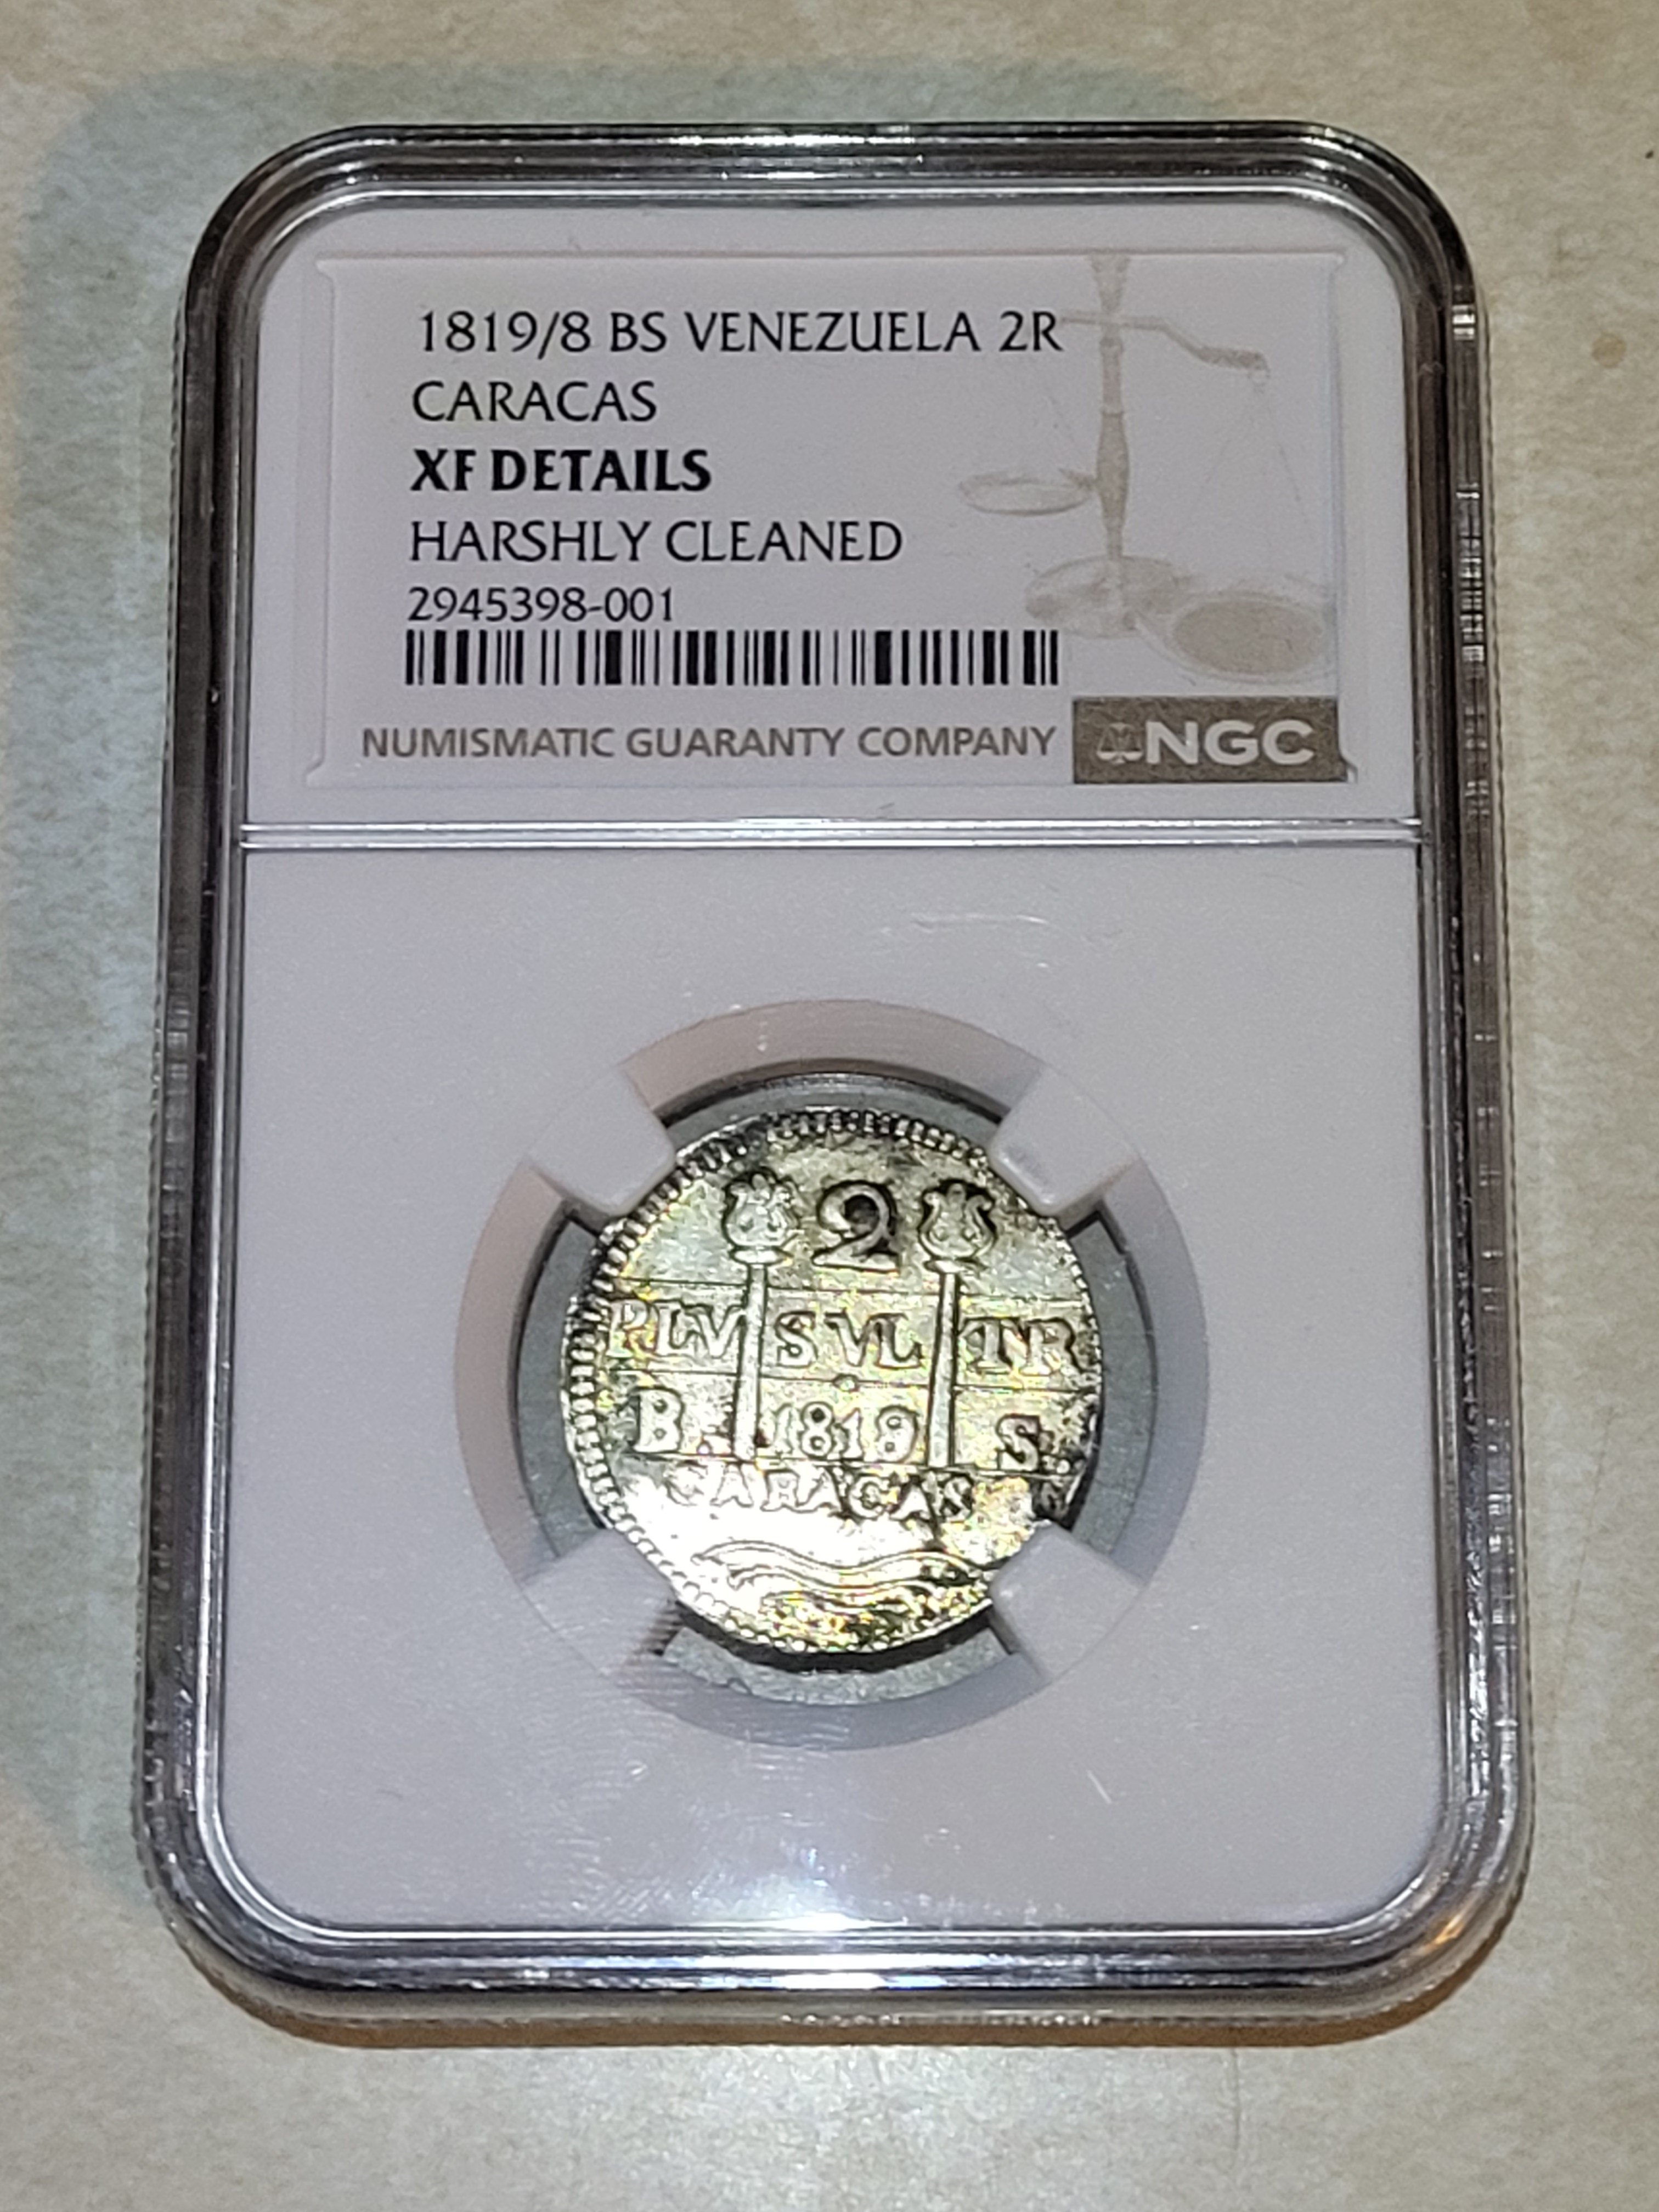 1819/8 BS VENEZUELA 2R
CARACAS
XF DETAILS
HARSHLY CLEANED
2945398-001
NUMISMATIC GUARANTY COMPANY NGC
2
PLV S VL TR
B. 1819 S.
CARACAS